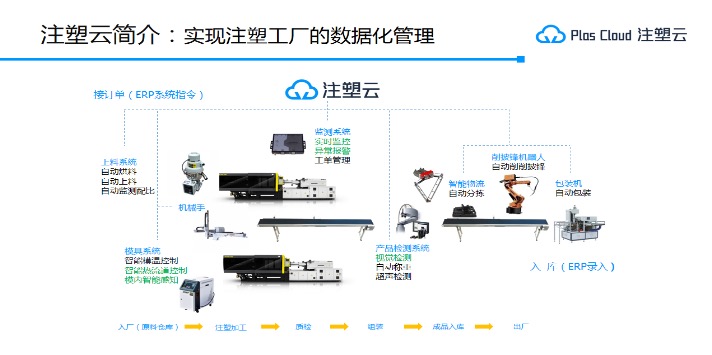 注塑云简介：实现注塑工厂的数据化管理
Plas Cloud 注塑云
接订单（ERP系统指令）
注塑云
监测系统
实时监控
异常报警
工单管理
上料系统
自动烘料
自动上料
自动监测配比
机械手
模具系统
智能模温控制
智能热流道控制
模内智能感知
产品检测系统
视觉检测
自动称重
超声检测
智能物流
自动分拣
削披锋机器人
自动削削披锋
包装机
自动包装
入 库（ERP录入）
入厂（原料仓库）
注塑加工
质检
组装
成品入库
出厂